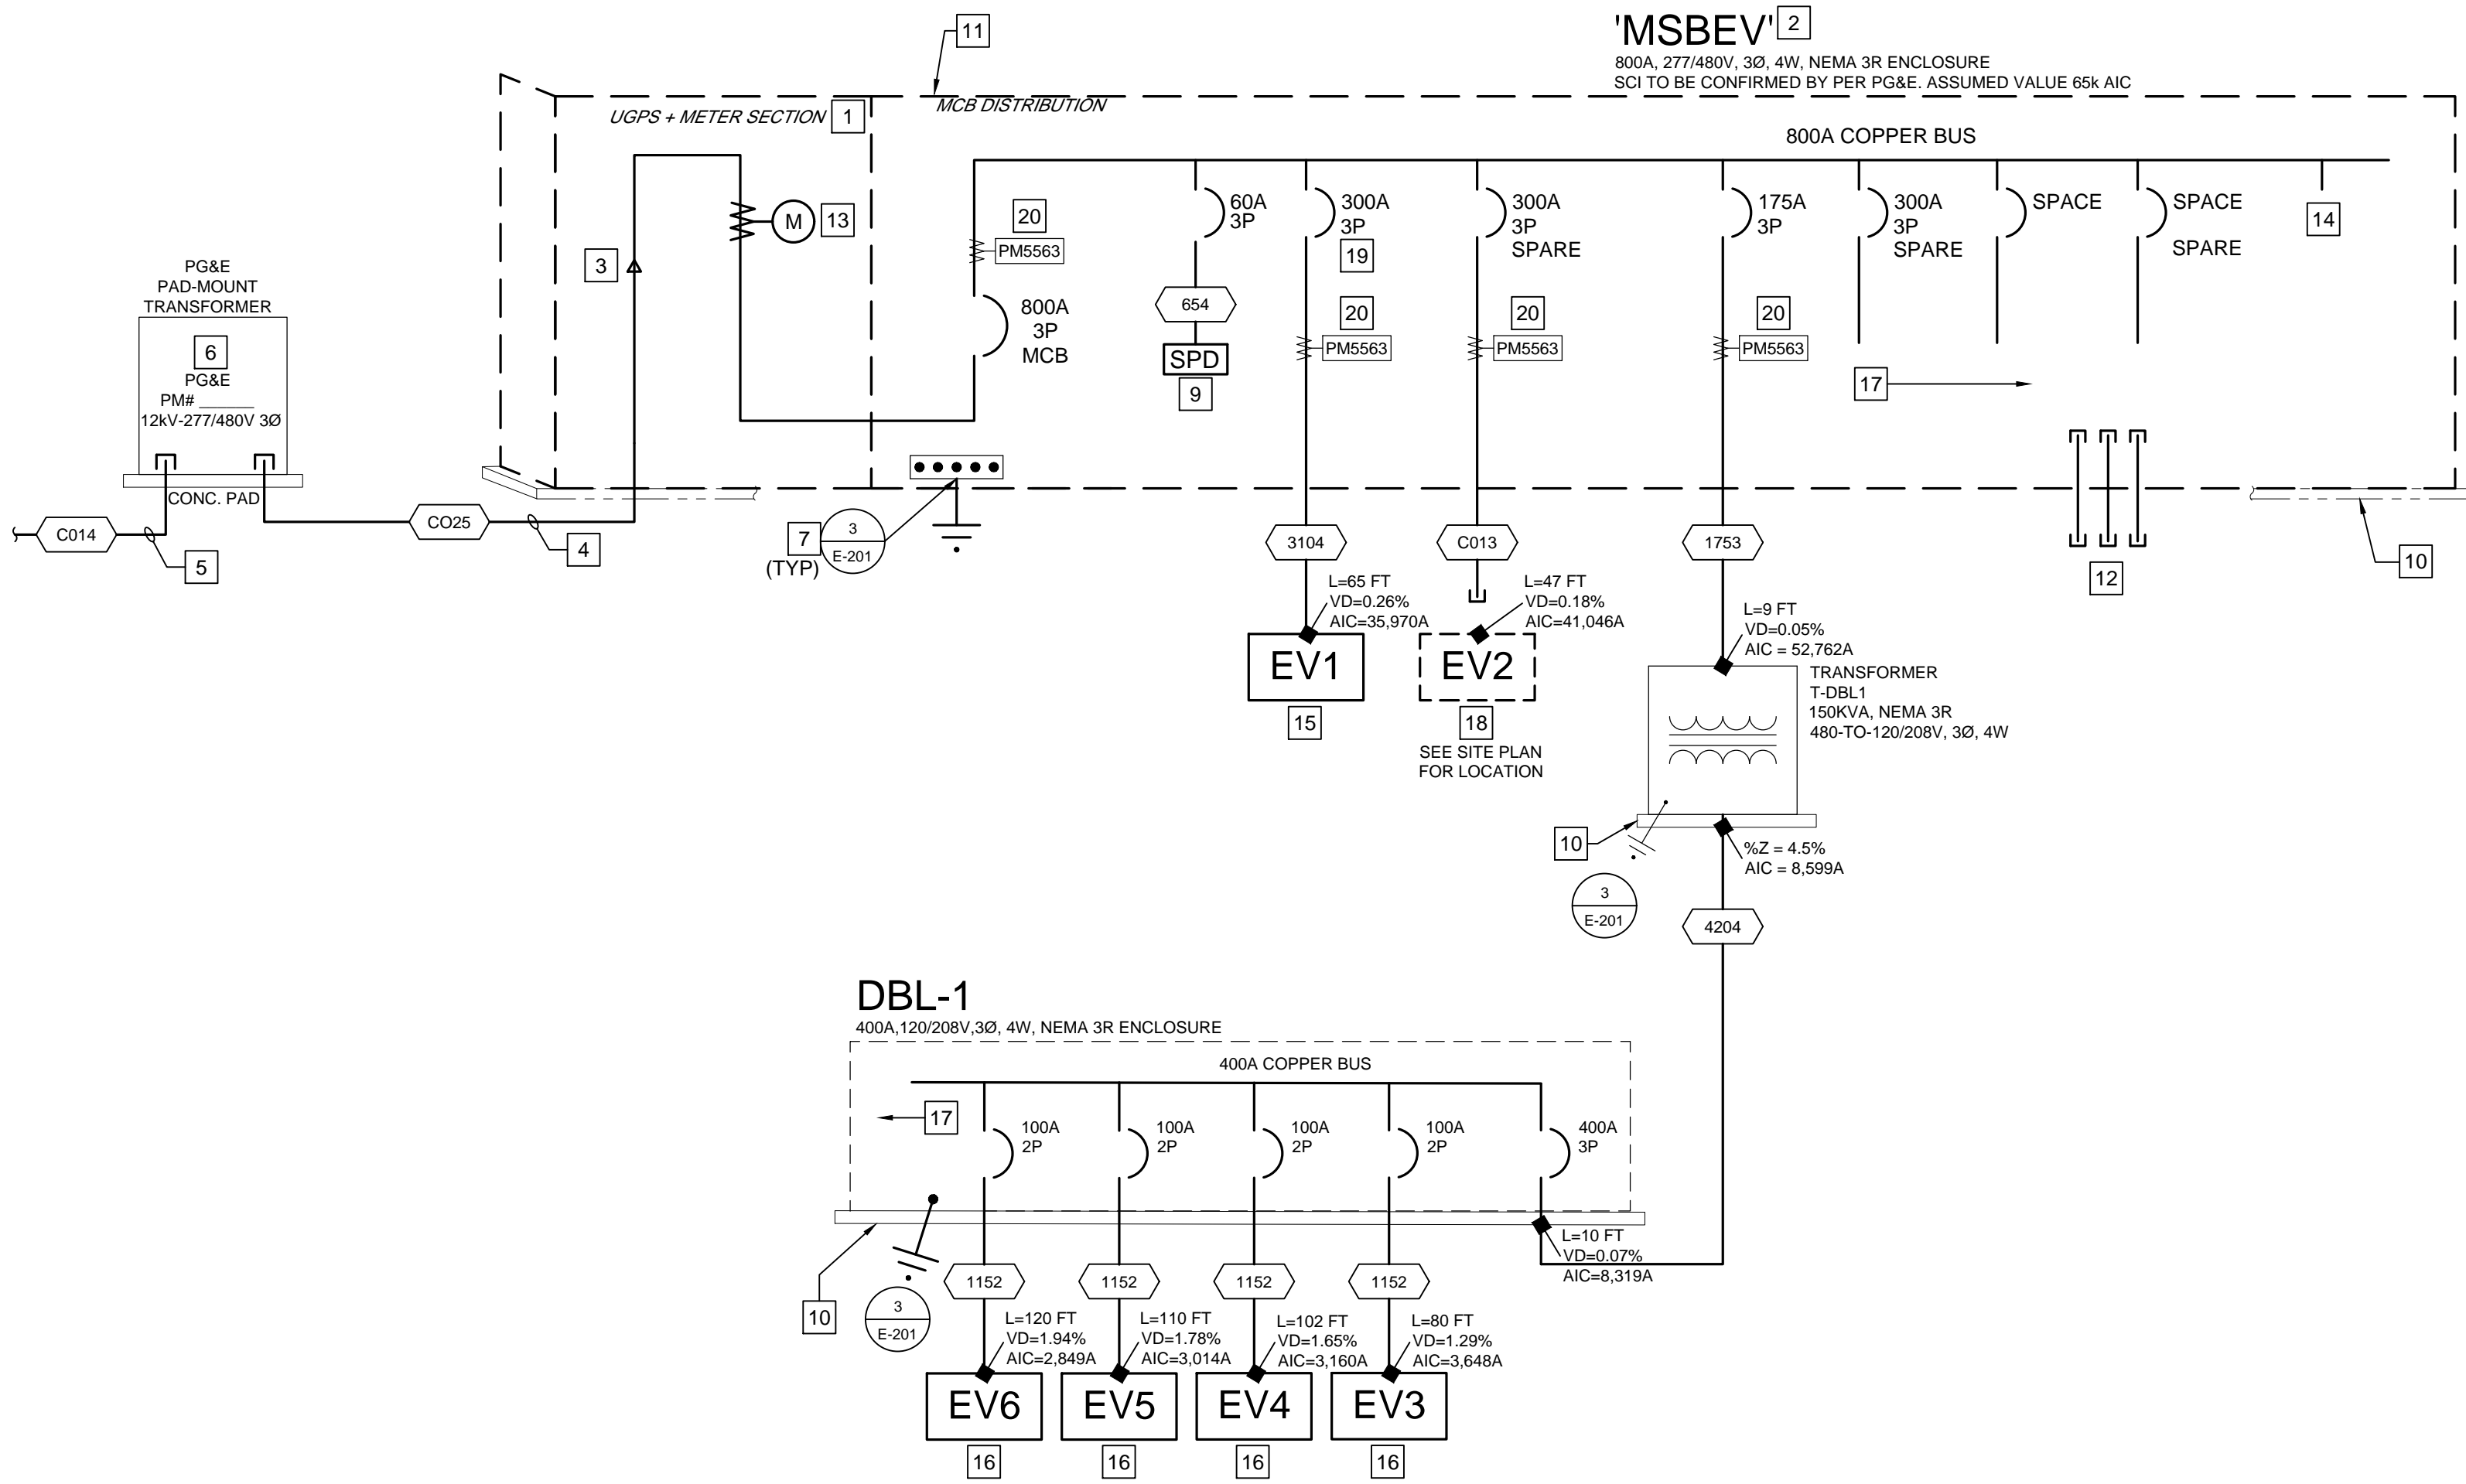 'MSBEV' 2
800A, 277/480V, 3Ø, 4W, NEMA 3R ENCLOSURE
SCI TO BE CONFIRMED BY PER PG&E. ASSUMED VALUE 65k AIC
11
UGPS + METER SECTION 1
MCB DISTRIBUTION
800A COPPER BUS
M 13
3
20
PM5563
800A
3P
MCB
60A
3P
654
SPD
9
300A
3P
19
20
PM5563
300A
3P
SPARE
20
PM5563
175A
3P
20
PM5563
300A
3P
SPARE
SPACE
SPACE
SPARE
14
17
PG&E
PAD-MOUNT
TRANSFORMER
6
PG&E
PM# ______
12kV-277/480V 3Ø
CONC. PAD
C014
5
CO25
4
7
(TYP)
3
E-201
3104
C013
1753
12
10
L=65 FT
VD=0.26%
AIC=35,970A
EV1
15
L=47 FT
VD=0.18%
AIC=41,046A
EV2
18
SEE SITE PLAN
FOR LOCATION
L=9 FT
VD=0.05%
AIC = 52,762A
TRANSFORMER
T-DBL1
150KVA, NEMA 3R
480-TO-120/208V, 3Ø, 4W
10
%Z = 4.5%
AIC = 8,599A
3
E-201
4204
DBL-1
400A,120/208V,3Ø, 4W, NEMA 3R ENCLOSURE
400A COPPER BUS
17
100A
2P
100A
2P
100A
2P
100A
2P
400A
3P
L=10 FT
VD=0.07%
AIC=8,319A
10
3
E-201
1152
1152
1152
1152
L=120 FT
VD=1.94%
AIC=2,849A
L=110 FT
VD=1.78%
AIC=3,014A
L=102 FT
VD=1.65%
AIC=3,160A
L=80 FT
VD=1.29%
AIC=3,648A
EV6
EV5
EV4
EV3
16
16
16
16